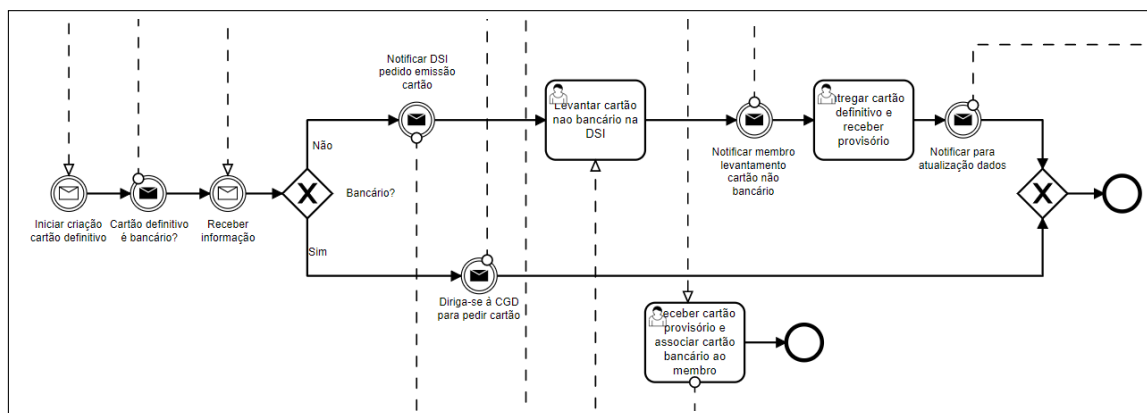 Notificar DSI
pedido emissão
cartão
Levantar cartão
nao bancário na
DSI
ntregar cartão
definitivo e
receber
provisório
Não
Bancário?
Notificar membro
levantamento
cartão não
bancário
Notificar para
atualização dados
Iniciar criação
cartão definitivo
Cartão definitivo
é bancário?
Receber
informação
Sim
Diriga-se á CGD
para pedir cartão
eceber cartão
provisório e
associar cartão
bancário ao
membro